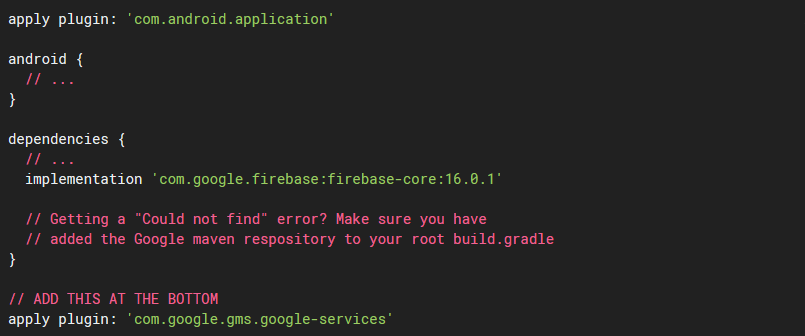 apply plugin: 'com.android.application'
android {
// ...
}
dependencies {
// ...
implementation 'com.google.firebase:firebase-core:16.0.1'
// Getting a "Could not find" error? Make sure you have
// added the Google maven respository to your root build.gradle
}
// ADD THIS AT THE BOTTOM
apply plugin: 'com.google.gms.google-services'